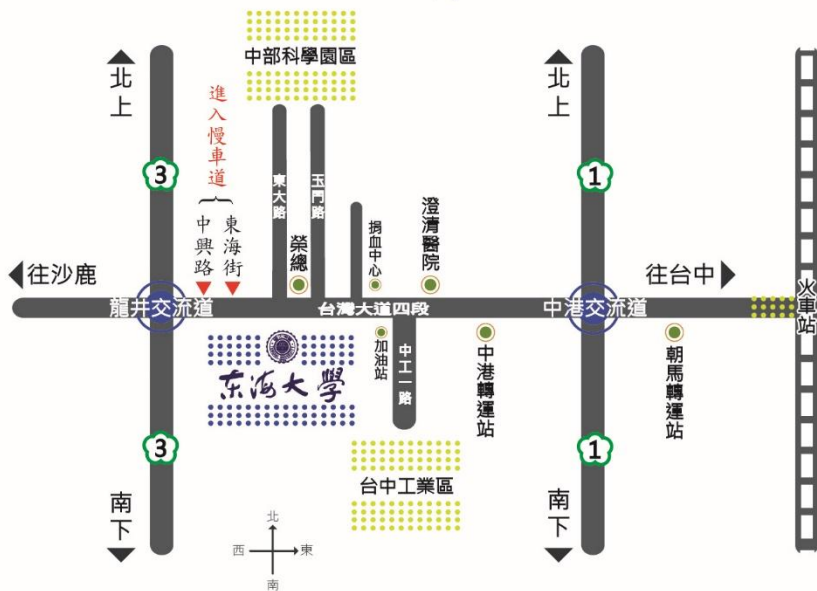 中部科學園區
北上
北上
進入慢車道
3
1
東大路
玉門路
中興路
東海街
榮總
捐血中心
澄清醫院
往沙鹿
往台中
龍井交流道
台灣大道四段
中港交流道
火車站
东海大學
加油站
中工一路
中港轉運站
朝馬轉運站
3
1
台中工業區
南下
南下
北
西
東
南